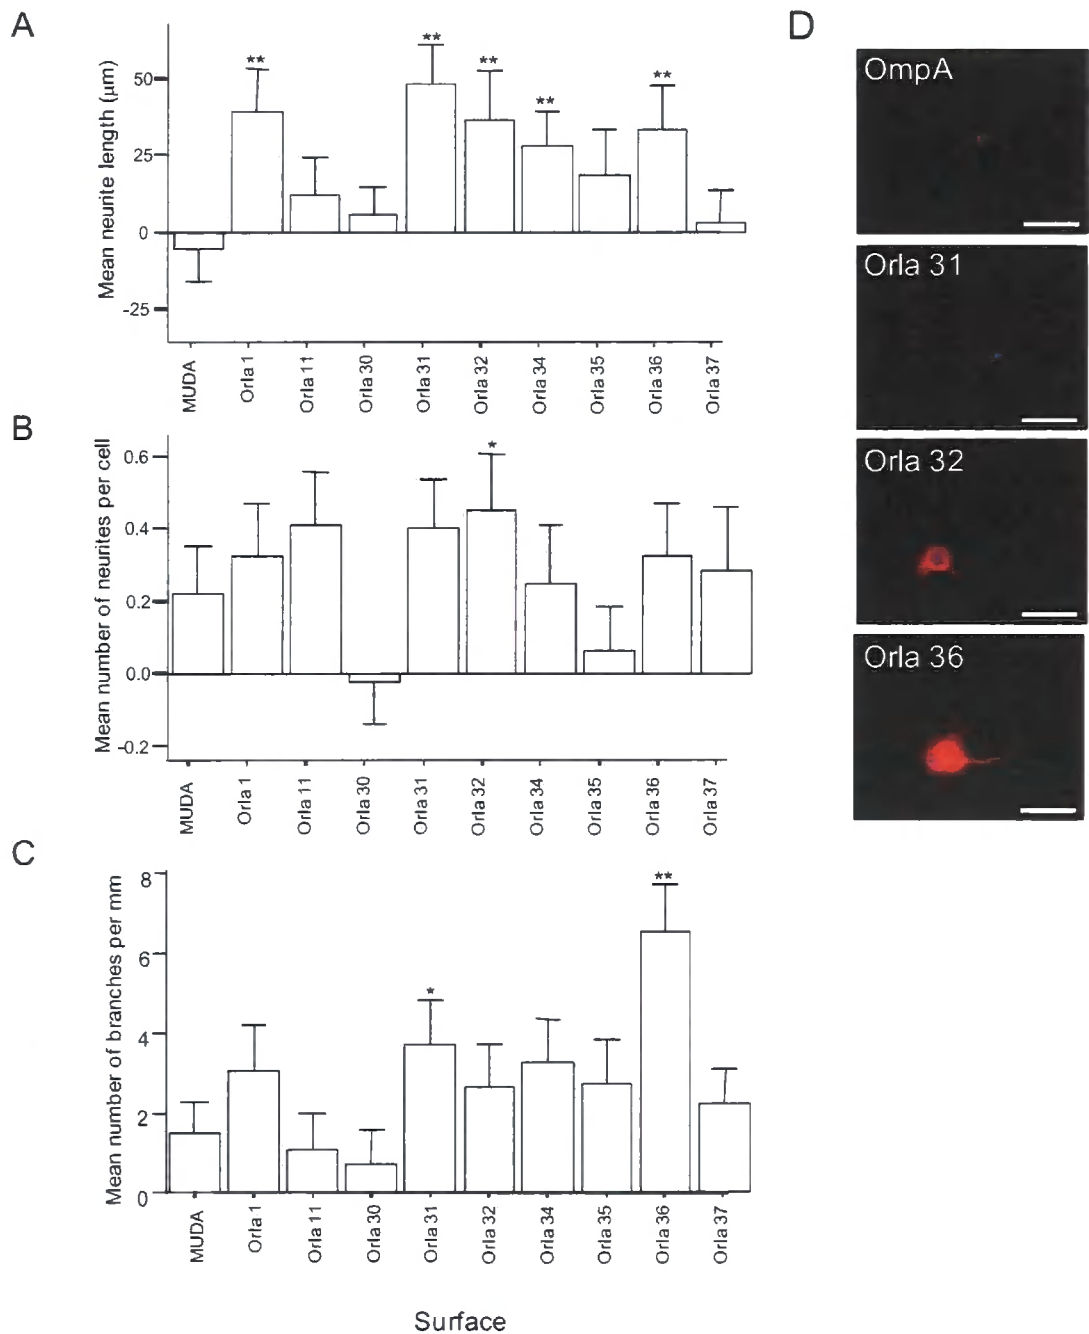 A
Mean neurite length (µm)
50
25
0
-25
**
**
**
**
**
MUDA
Orla 1
Orla 11
Orla 30
Orla 31
Orla 32
Orla 34
Orla 35
Orla 36
Orla 37
B
Mean number of neurites per cell
0.6
0.4
0.2
0.0
-0.2
*
MUDA
Orla 1
Orla 11
Orla 30
Orla 31
Orla 32
Orla 34
Orla 35
Orla 36
Orla 37
C
Mean number of branches per mm
8
6
4
2
0
*
**
MUDA
Orla 1
Orla 11
Orla 30
Orla 31
Orla 32
Orla 34
Orla 35
Orla 36
Orla 37
Surface
D
OmpA
Orla 31
Orla 32
Orla 36